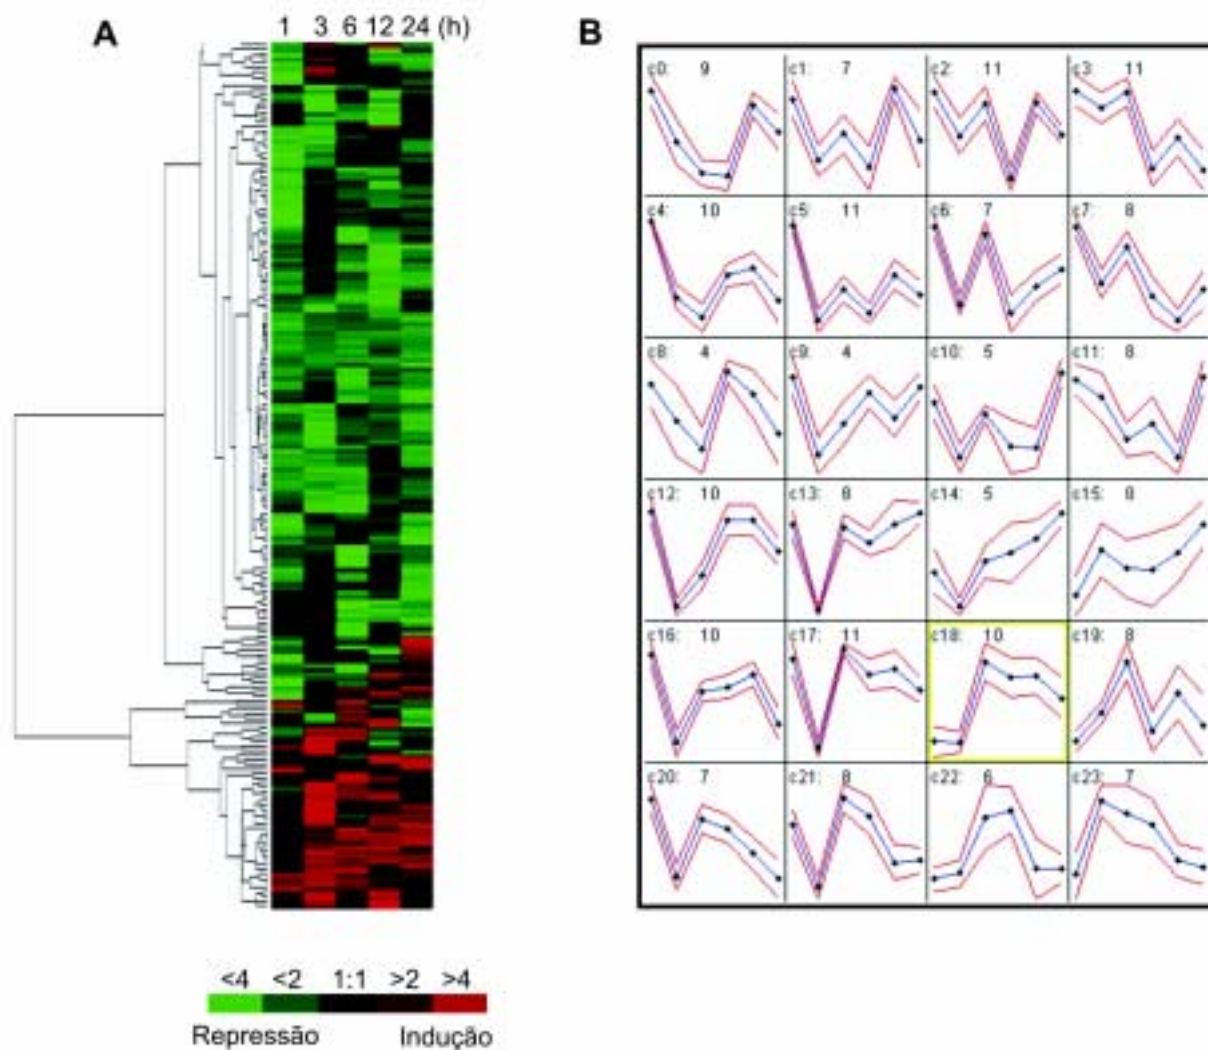 A
1 3 6 12 24 (h)
B
c0: 9
c1: 7
c2: 11
c3: 11
c4: 10
c5: 11
c6: 7
c7: 8
c8: 4
c9: 4
c10: 5
c11: 8
c12: 10
c13: 8
c14: 5
c15: 8
c16: 10
c17: 11
c18: 10
c19: 8
c20: 7
c21: 8
c22: 6
c23: 7
<4 <2 1:1 >2 >4
Repressão Indução